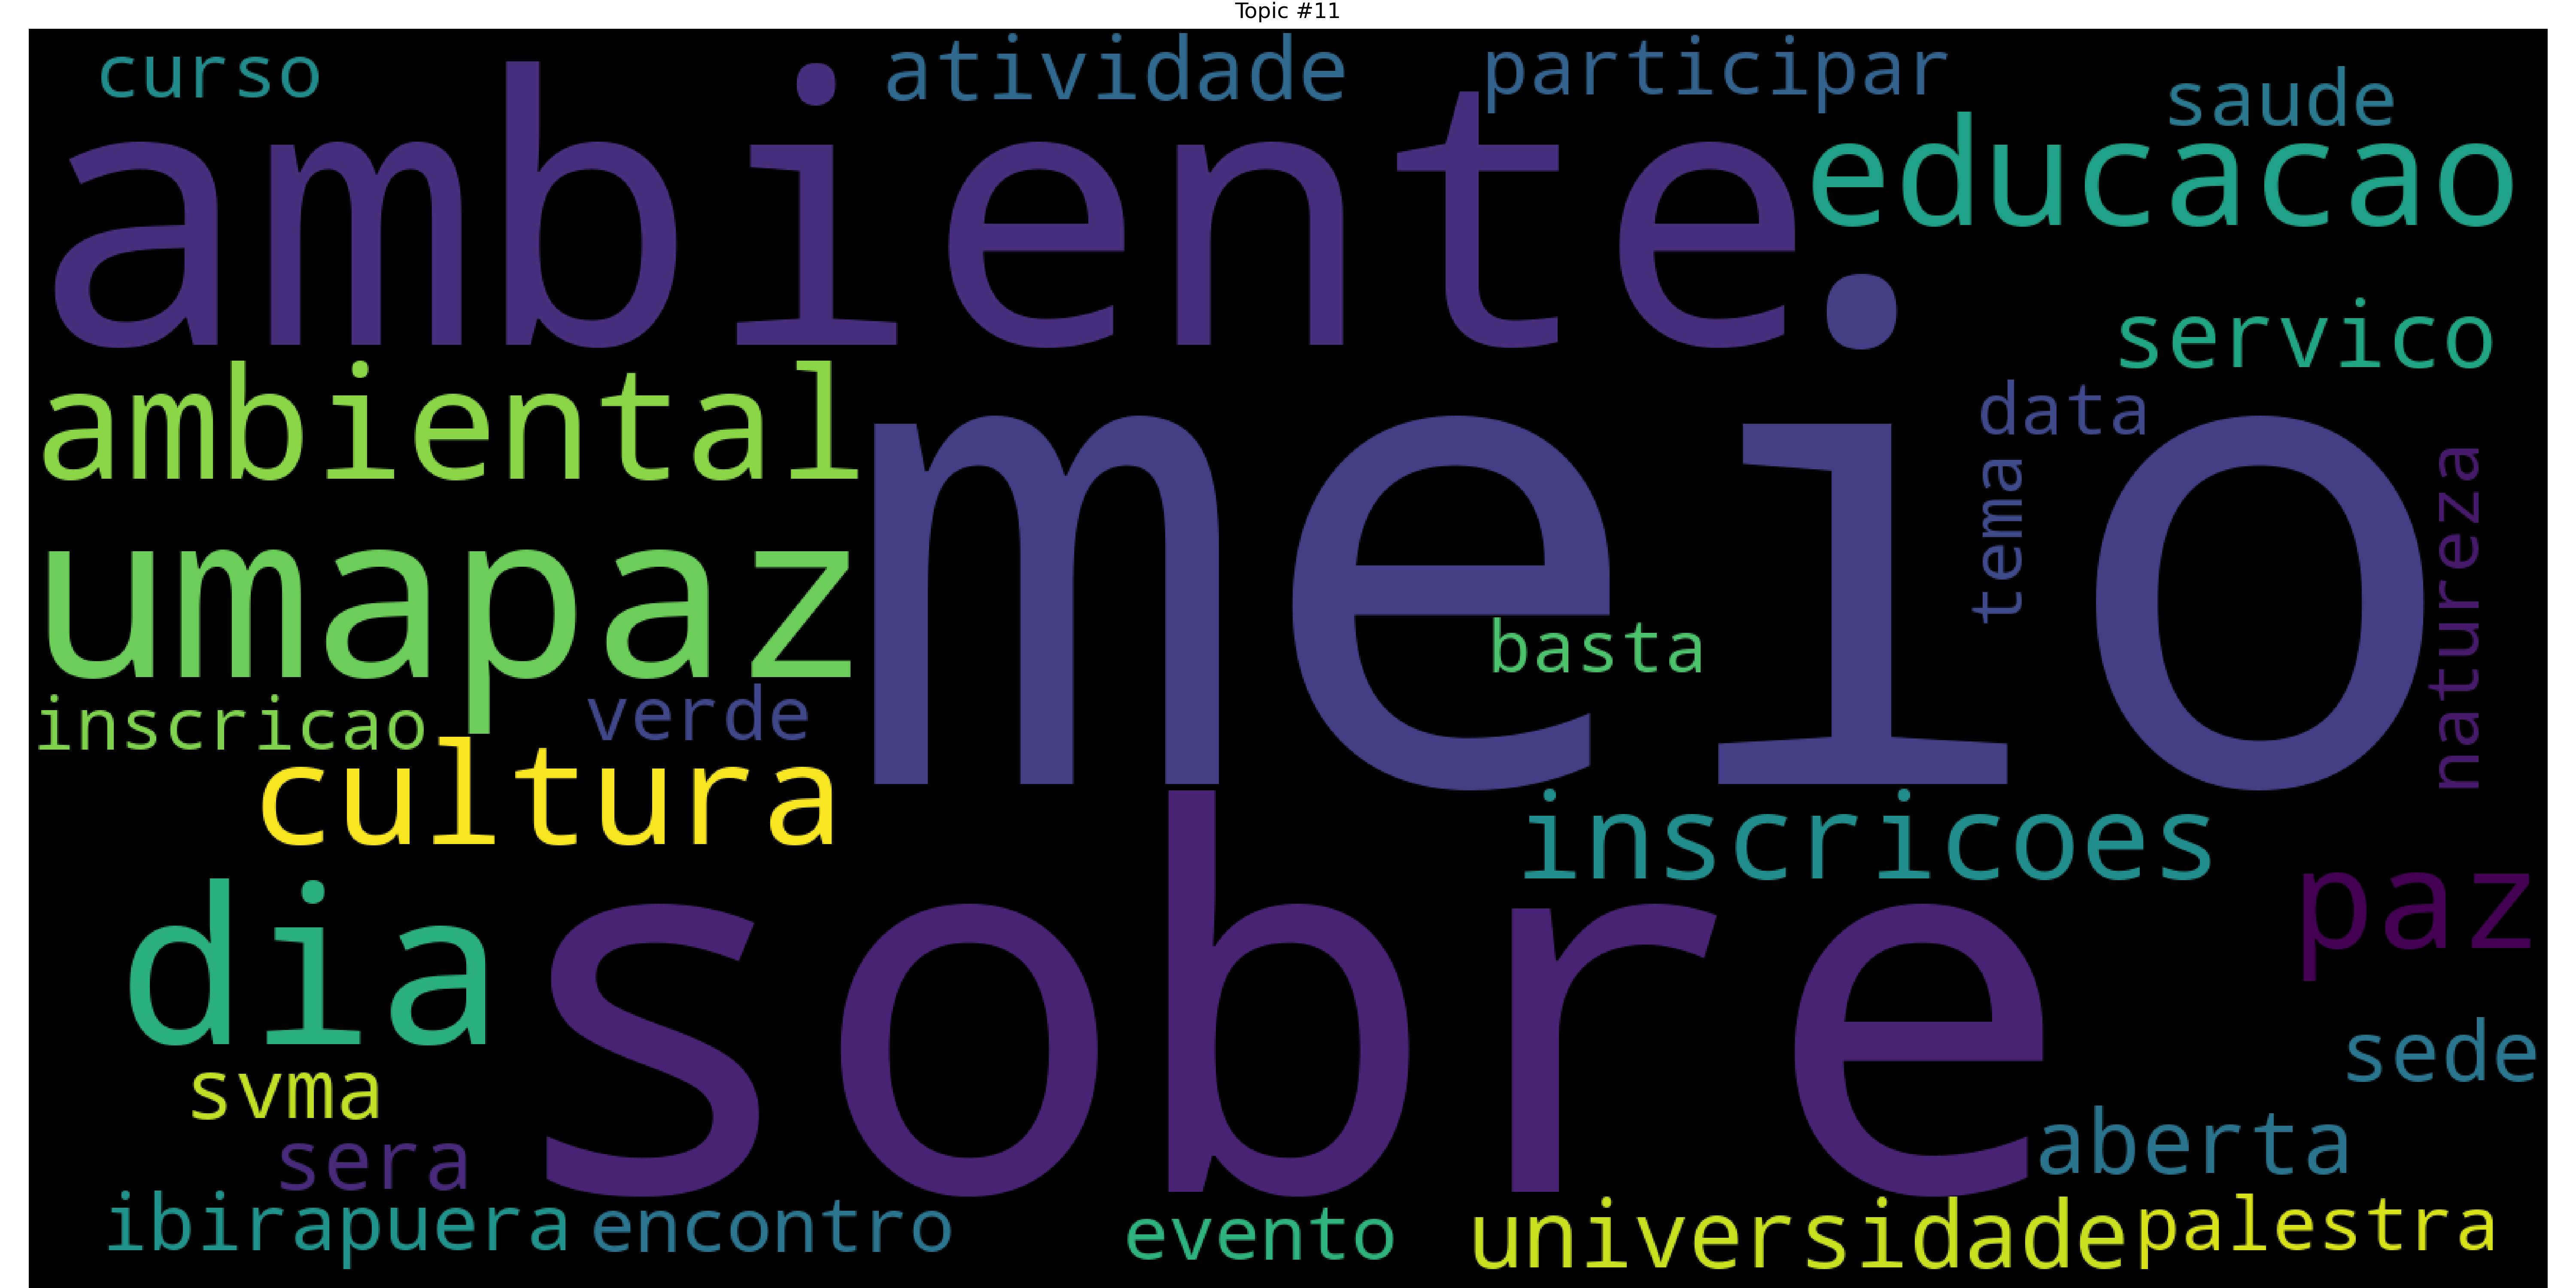 Topic #11
curso
atividade
participar
saude
ambiente
educacao
servico
ambiental
meio
data
tema
natureza
umapaz
basta
inscricao
verde
cultura
inscricoes
dia
sobre
paz
svma
sede
sera
aberta
ibirapuera
encontro
evento
universidade
palestra